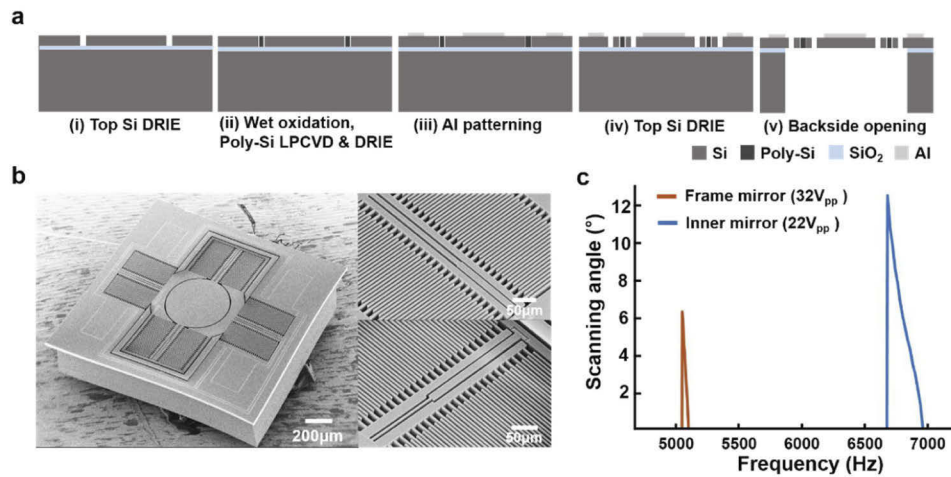 a
(i) Top Si DRIE
(ii) Wet oxidation,
Poly-Si LPCVD & DRIE
(iii) Al patterning
(iv) Top Si DRIE
(v) Backside opening
Si
Poly-Si
SiO₂
Al
b
200μm
50μm
50μm
c
Frame mirror (32Vpp )
Inner mirror (22Vpp )
Scanning angle (°)
12
10
8
6
4
2
5000
5500
6000
6500
7000
Frequency (Hz)